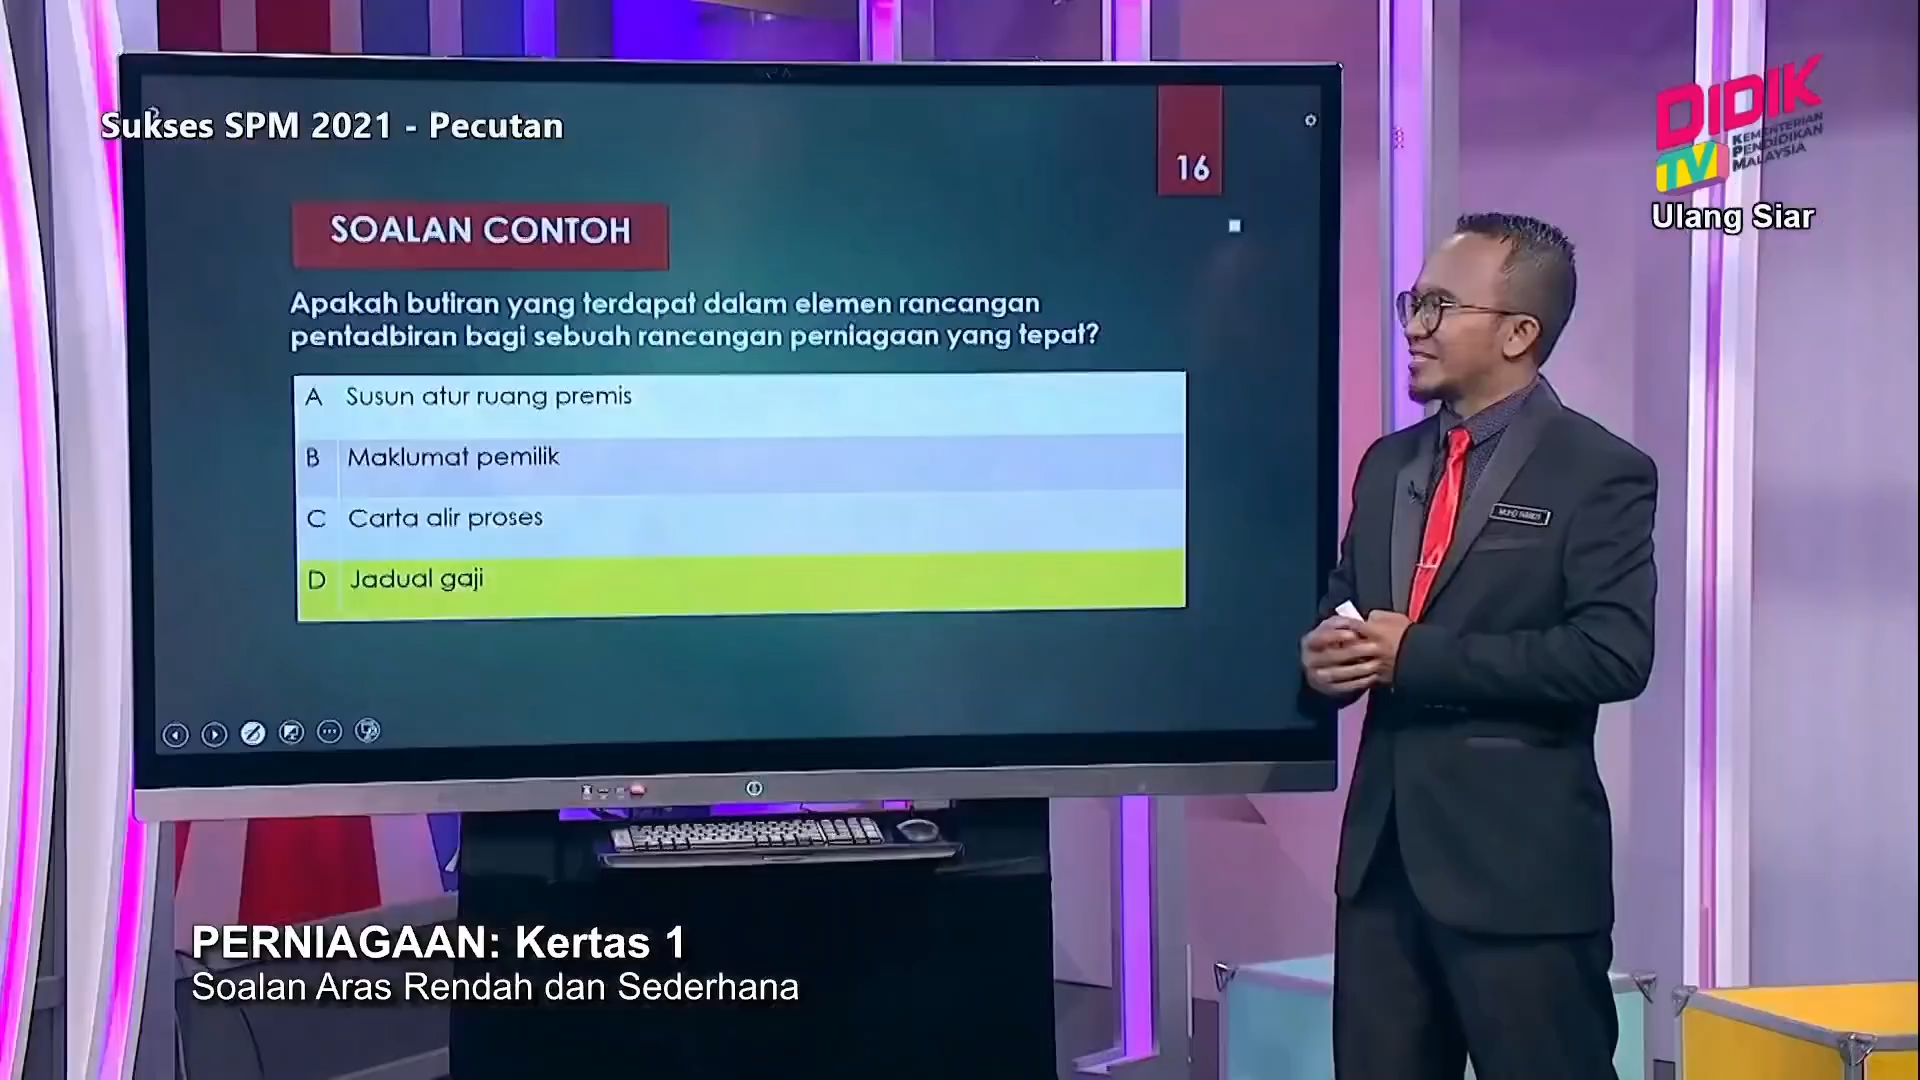 Sukses SPM 2021 - Pecutan
DIDIK
TV
KEMENTERIAN
PENDIDIKAN
MALAYSIA
Ulang Siar
16
SOALAN CONTOH
Apakah butiran yang terdapat dalam elemen rancangan
pentadbiran bagi sebuah rancangan perniagaan yang tepat?
A Susun atur ruang premis
B Maklumat pemilik
C Carta alir proses
D Jadual gaji
PERNIAGAAN: Kertas 1
Soalan Aras Rendah dan Sederhana